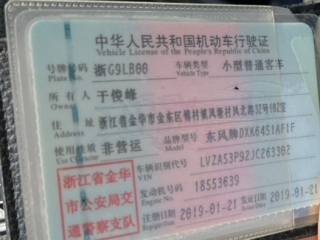 中华人民共和国机动车行驶证
Vehicle License of the People's Republic of China
号牌号码 浙G9LB00 车辆类型 小型普通客车
Plate No. Vehicle Type
所有人 于俊峰
Owner
住址 浙江省金华市金东区
Address
使用性质 非营运 品牌型号 东风牌DXK6451AF1F
Use Character Model
车辆识别代号 LVZAS3P92JC263302
VIN
发动机号码 18553639
Engine No.
注册日期 2019-01-21 发证日期 2019-01-21
Register Date Issue Date
浙江省金华
市公安局交
通警察支队